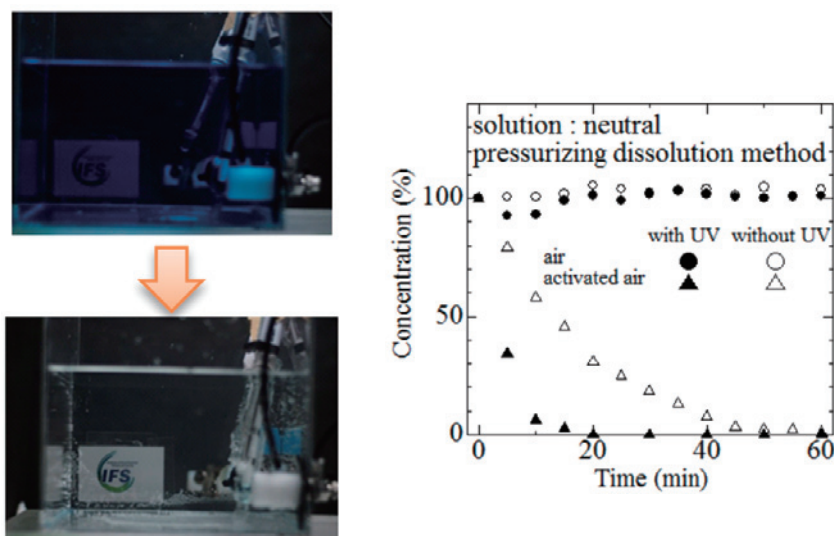 IFS
IFS
solution : neutral
pressurizing dissolution method
with UV without UV
air
activated air
Concentration (%)
100
50
0
0 20 40 60
Time (min)